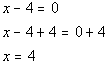 x − 4 = 0
x − 4 + 4 = 0 + 4
x = 4